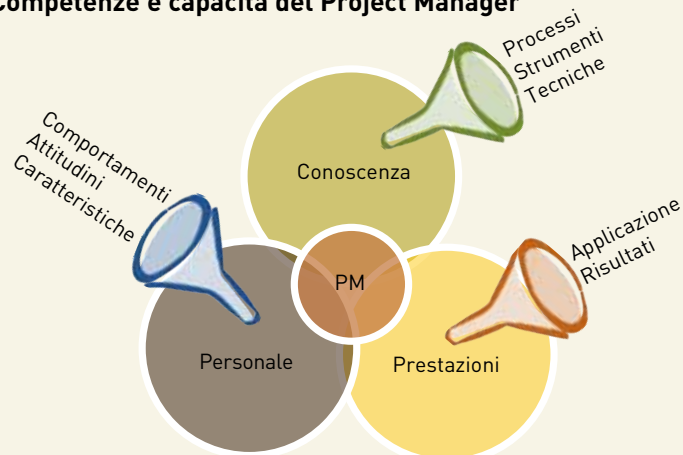 Competenze e capacità del Project Manager
Processi
Strumenti
Tecniche
Comportamenti
Attitudini
Caratteristiche
Conoscenza
Applicazione
Risultati
PM
Personale
Prestazioni